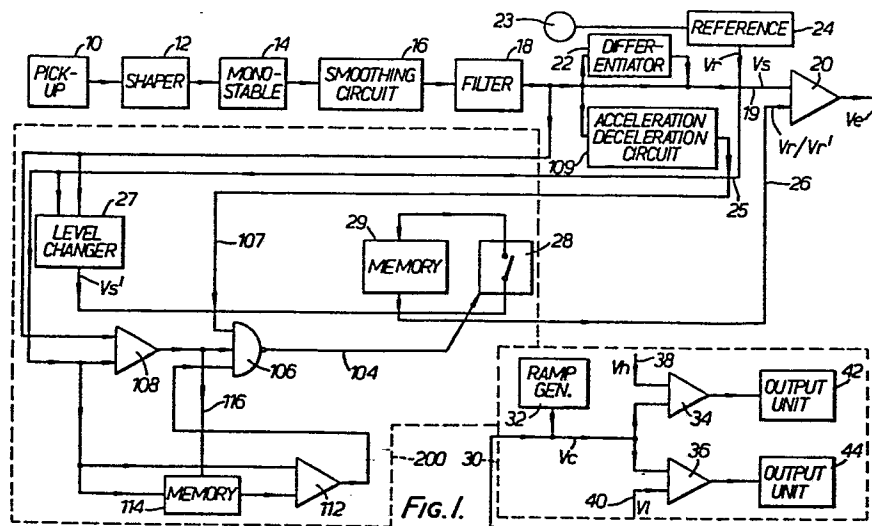 10
PICK-
UP
12
SHAPER
14
MONO-
STABLE
16
SMOOTHING
CIRCUIT
18
FILTER
22
DIFFER-
ENTIATOR
23
REFERENCE
24
Vr
Vs
19
20
Ve
Vr/Vr'
109
ACCELERATION
DECELERATION
CIRCUIT
25
26
27
LEVEL
CHANGER
Vs'
107
29
MEMORY
28
108
106
104
116
114
MEMORY
112
200
30
FIG.1.
RAMP
GEN.
32
Vc
Vh
38
34
OUTPUT
UNIT
42
36
40
Vl
OUTPUT
UNIT
44